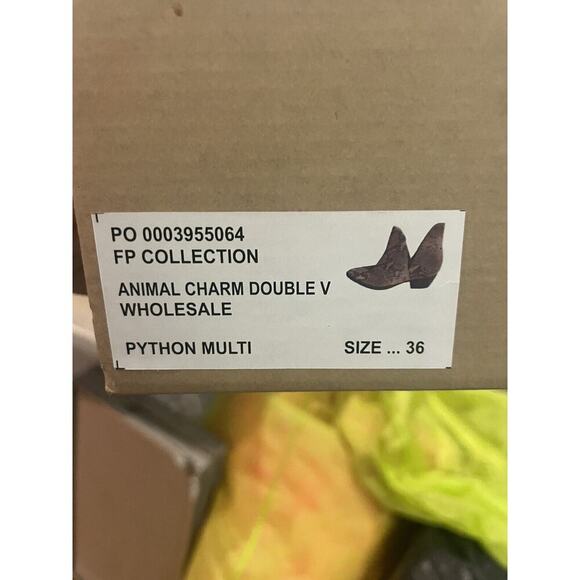 PO 0003955064
FP COLLECTION
ANIMAL CHARM DOUBLE V
WHOLESALE
PYTHON MULTI SIZE ... 36